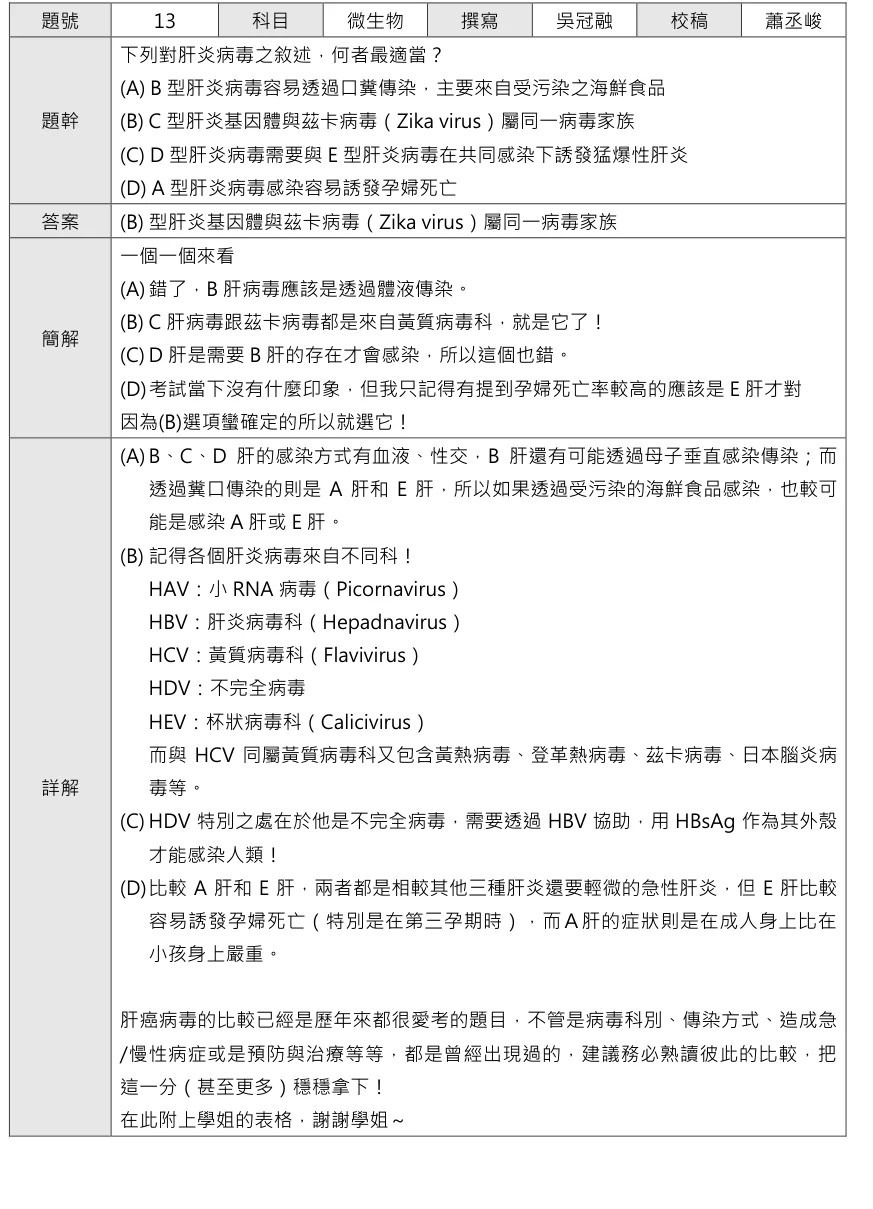 題號 13 科目 微生物 撰寫 吳冠融 校稿 蕭丞峻
題幹
下列對肝炎病毒之敘述，何者最適當？
(A) B 型肝炎病毒容易透過口糞傳染，主要來自受污染之海鮮食品
(B) C 型肝炎基因體與茲卡病毒（Zika virus）屬同一病毒家族
(C) D 型肝炎病毒需要與 E 型肝炎病毒在共同感染下誘發猛爆性肝炎
(D) A 型肝炎病毒感染容易誘發孕婦死亡
答案 (B) 型肝炎基因體與茲卡病毒（Zika virus）屬同一病毒家族
簡解
一個一個來看
(A) 錯了，B 肝病毒應該是透過體液傳染。
(B) C 肝病毒跟茲卡病毒都是來自黃質病毒科，就是它了！
(C) D 肝是需要 B 肝的存在才會感染，所以這個也錯。
(D) 考試當下沒有什麼印象，但我只記得有提到孕婦死亡率較高的應該是 E 肝才對
因為(B)選項蠻確定的所以就選它！
詳解
(A) B、C、D 肝的感染方式有血液、性交，B 肝還有可能透過母子垂直感染傳染；而
透過糞口傳染的則是 A 肝和 E 肝，所以如果透過受污染的海鮮食品感染，也較可
能是感染 A 肝或 E 肝。
(B) 記得各個肝炎病毒來自不同科！
HAV：小 RNA 病毒（Picornavirus）
HBV：肝炎病毒科（Hepadnavirus）
HCV：黃質病毒科（Flavivirus）
HDV：不完全病毒
HEV：杯狀病毒科（Calicivirus）
而與 HCV 同屬黃質病毒科又包含黃熱病毒、登革熱病毒、茲卡病毒、日本腦炎病
毒等。
(C) HDV 特別之處在於他是不完全病毒，需要透過 HBV 協助，用 HBsAg 作為其外殼
才能感染人類！
(D) 比較 A 肝和 E 肝，兩者都是相較其他三種肝炎還要輕微的急性肝炎，但 E 肝比較
容易誘發孕婦死亡（特別是在第三孕期時），而 A 肝的症狀則是在成人身上比在
小孩身上嚴重。
肝癌病毒的比較已經是歷年來都很愛考的題目，不管是病毒科別、傳染方式、造成急
/慢性病症或是預防與治療等等，都是曾經出現過的，建議務必熟讀彼此的比較，把
這一分（甚至更多）穩穩拿下！
在此附上學姐的表格，謝謝學姐～